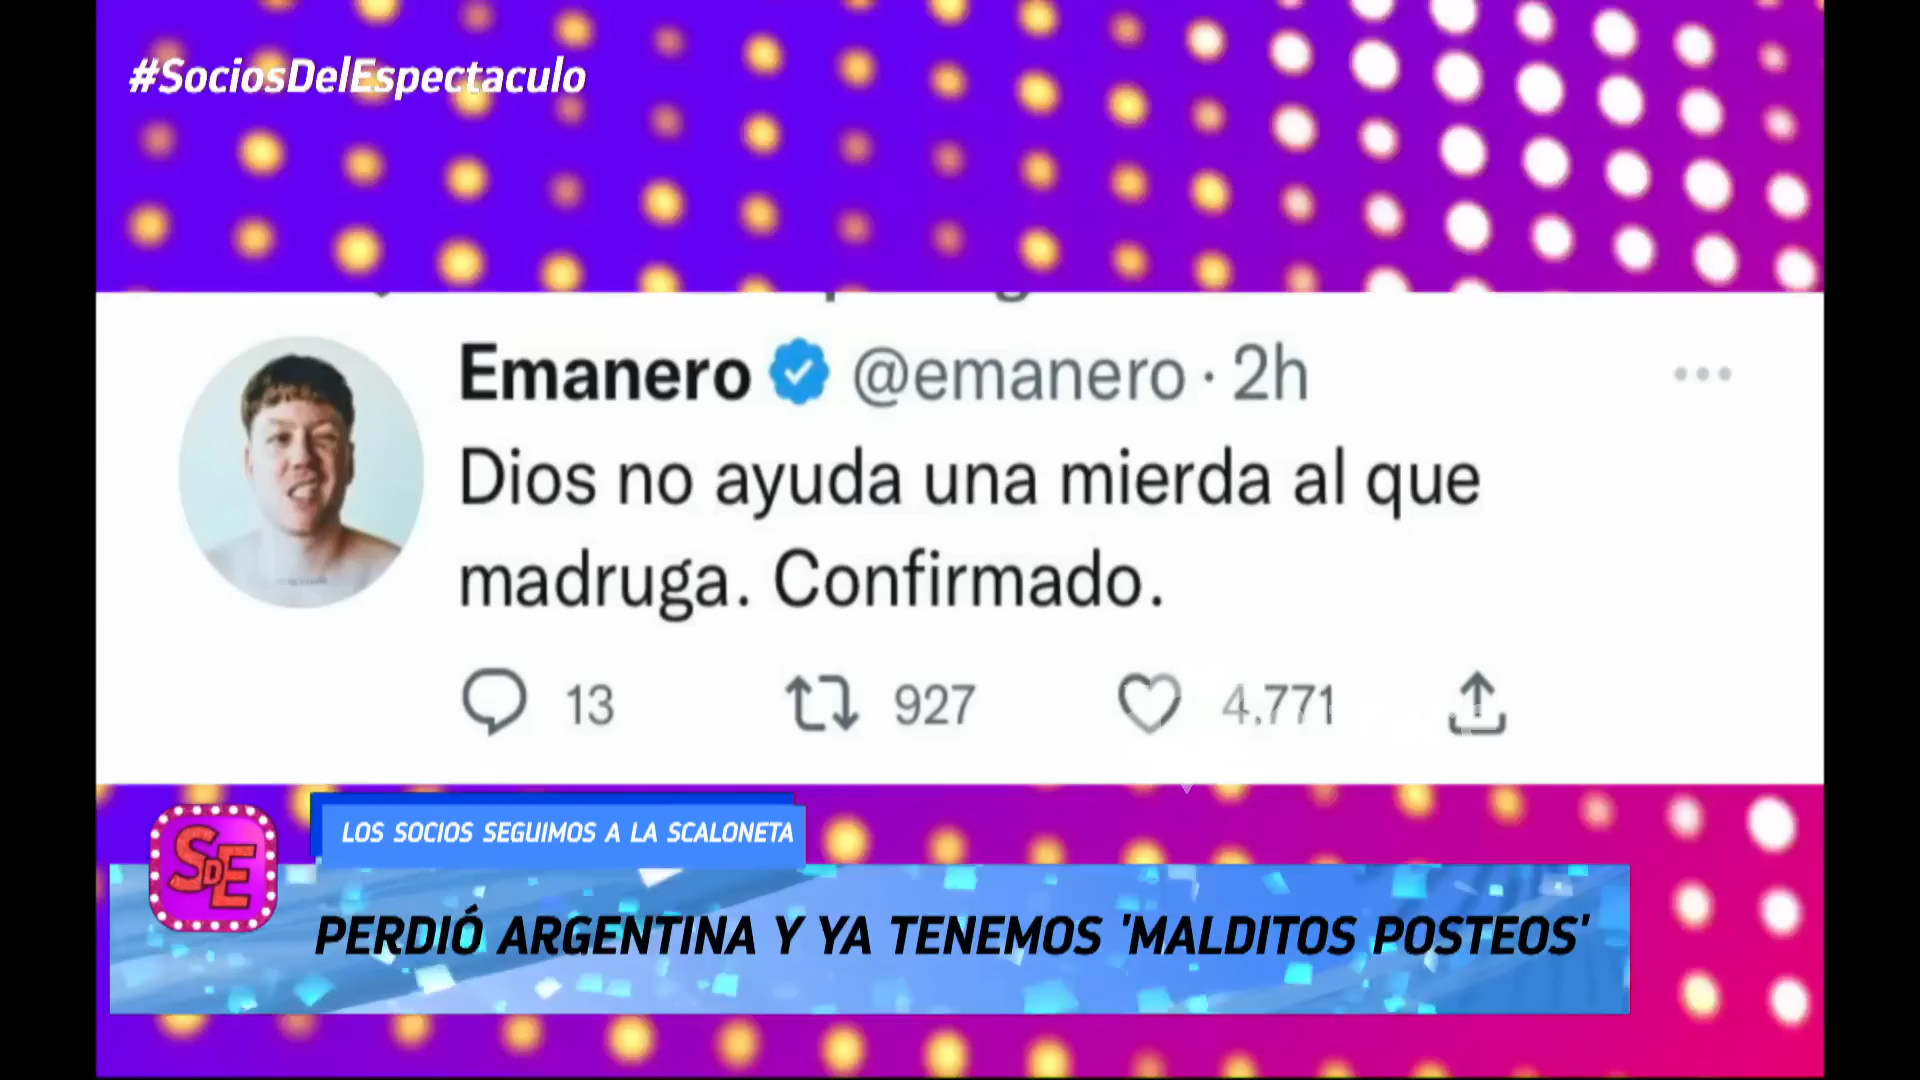 #SociosDelEspectaculo
Emanero @emanero · 2h
Dios no ayuda una mierda al que
madruga. Confirmado.
13 927 4.771
SDE
LOS SOCIOS SEGUIMOS A LA SCALONETA
PERDIÓ ARGENTINA Y YA TENEMOS 'MALDITOS POSTEOS'